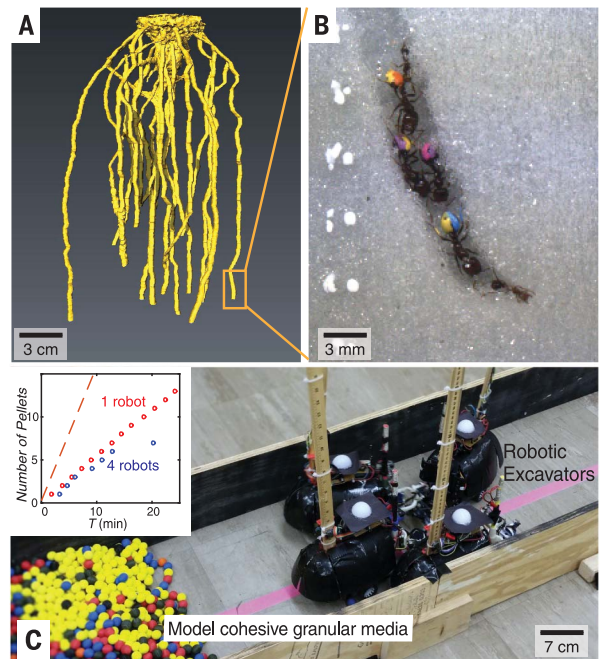 A
3 cm
B
3 mm
Number of Pellets
10
5
0
1 robot
4 robots
0
10
20
T (min)
Robotic
Excavators
C
Model cohesive granular media
7 cm